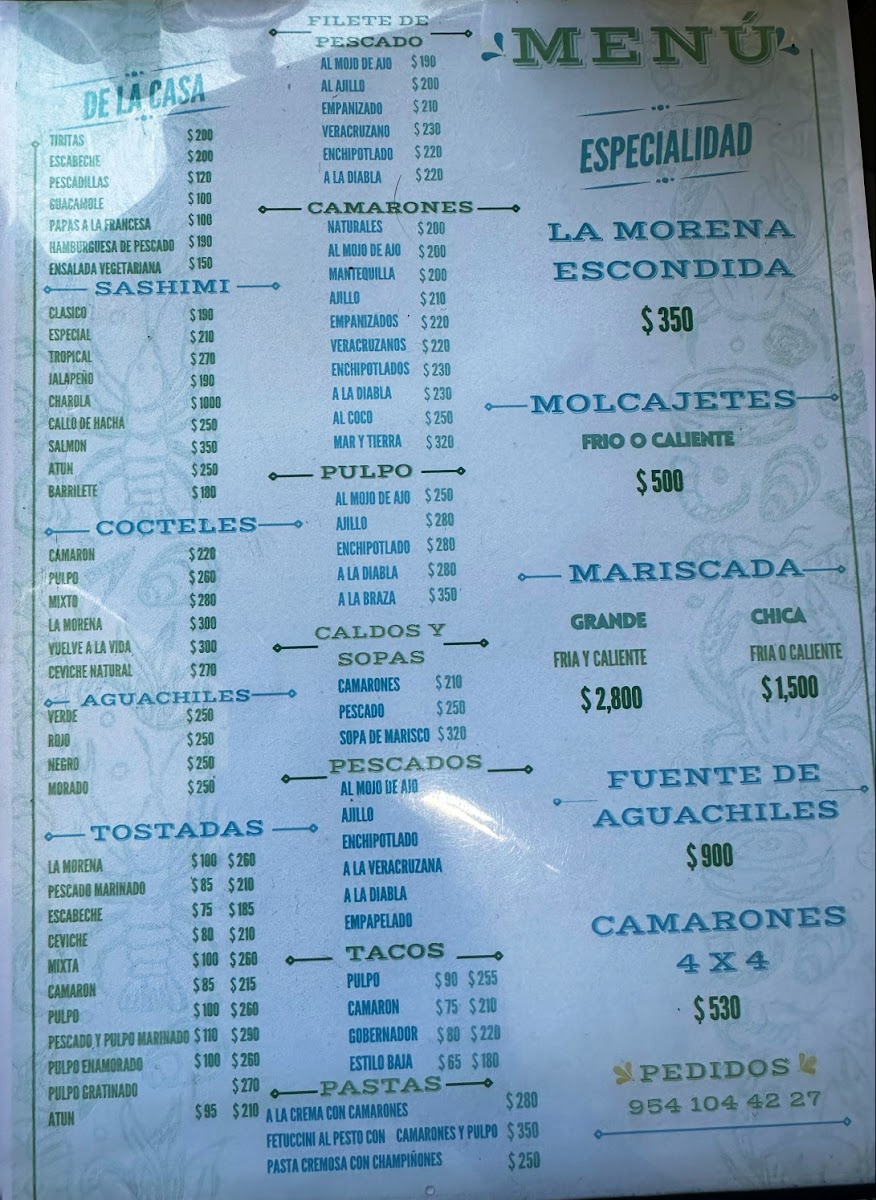 DE LA CASA
TIRITAS $200
ESCABECHE $200
PESCADILLAS $120
GUACAMOLE $100
PAPAS A LA FRANCESA $100
HAMBURGUESA DE PESCADO $190
ENSALADA VEGETARIANA $150
SASHIMI
CLASICO $190
ESPECIAL $210
TROPICAL $270
JALAPEÑO $190
CHAROLA $1000
CALLO DE HACHA $250
SALMON $350
ATUN $250
BARRILETE $180
COCTELES
CAMARON $220
PULPO $260
MIXTO $280
LA MORENA $300
VUELVE A LA VIDA $300
CEVICHE NATURAL $270
AGUACHILES
VERDE $250
ROJO $250
NEGRO $250
MORADO $250
TOSTADAS
LA MORENA $100 $260
PESCADO MARINADO $85 $210
ESCABECHE $75 $185
CEVICHE $80 $210
MIXTA $100 $260
CAMARON $85 $215
PULPO $100 $260
PESCADO Y PULPO MARINADO $110 $290
PULPO ENAMORADO $100 $260
PULPO GRATINADO $270
ATUN $95 $210
FILETE DE
PESCADO
AL MOJO DE AJO $190
AL AJILLO $200
EMPANIZADO $210
VERACRUZANO $230
ENCHIPOTLADO $220
A LA DIABLA $220
CAMARONES
NATURALES $200
AL MOJO DE AJO $200
MANTEQUILLA $200
AJILLO $210
EMPANIZADOS $220
VERACRUZANOS $220
ENCHIPOTLADOS $230
A LA DIABLA $230
AL COCO $250
MAR Y TIERRA $320
PULPO
AL MOJO DE AJO $250
AJILLO $280
ENCHIPOTLADO $280
A LA DIABLA $280
A LA BRAZA $350
CALDOS Y
SOPAS
CAMARONES $210
PESCADO $250
SOPA DE MARISCO $320
PESCADOS
AL MOJO DE AJO
AJILLO
ENCHIPOTLADO
A LA VERACRUZANA
A LA DIABLA
EMPAPELADO
TACOS
PULPO $90 $255
CAMARON $75 $210
GOBERNADOR $80 $220
ESTILO BAJA $65 $180
PASTAS
A LA CREMA CON CAMARONES $280
FETUCCINI AL PESTO CON CAMARONES Y PULPO $350
PASTA CREMOSA CON CHAMPIÑONES $250
MENÚ
ESPECIALIDAD
LA MORENA
ESCONDIDA
$350
MOLCAJETES
FRIO O CALIENTE
$500
MARISCADA
GRANDE CHICA
FRIA Y CALIENTE FRIA O CALIENTE
$2,800 $1,500
FUENTE DE
AGUACHILES
$900
CAMARONES
4 X 4
$530
PEDIDOS
954 104 42 27